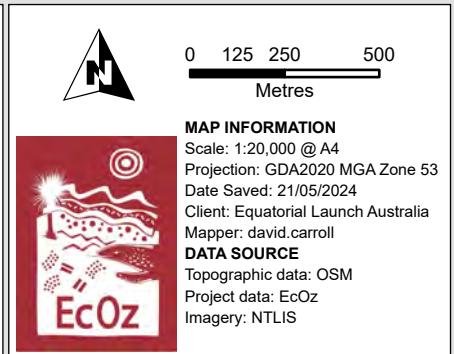 N
0 125 250 500
Metres
MAP INFORMATION
Scale: 1:20,000 @ A4
Projection: GDA2020 MGA Zone 53
Date Saved: 21/05/2024
Client: Equatorial Launch Australia
Mapper: david.carroll
DATA SOURCE
Topographic data: OSM
Project data: EcOz
Imagery: NTLIS
EcOz